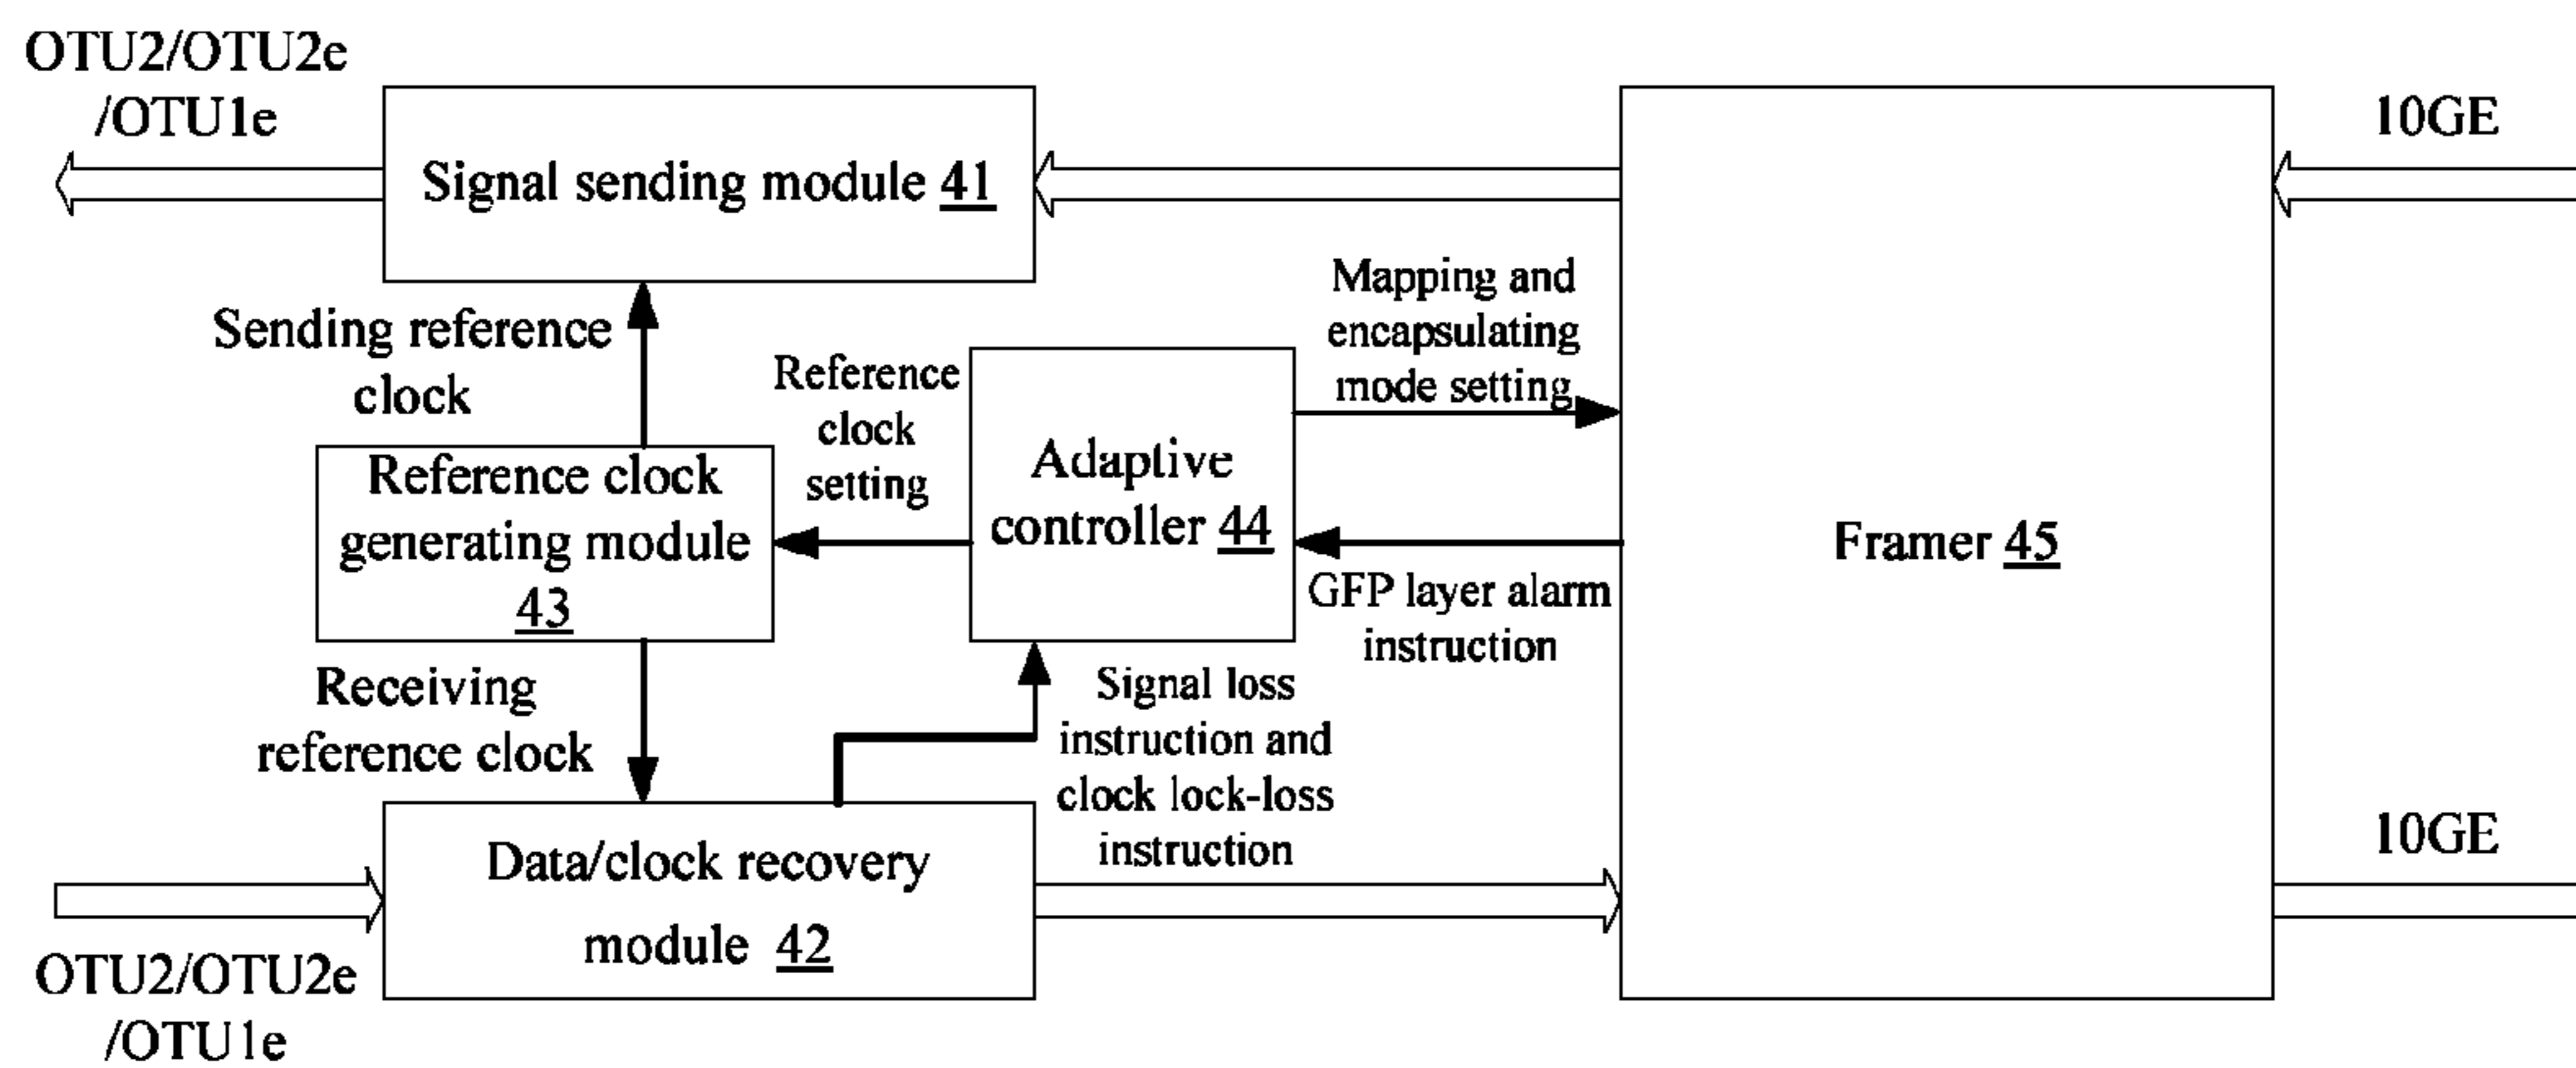 OTU2/OTU2e
/OTU1e
Signal sending module 41
10GE
Sending reference
clock
Mapping and
encapsulating
mode setting
Reference
clock
setting
Reference clock
generating module
43
Adaptive
controller 44
Framer 45
GFP layer alarm
instruction
Receiving
reference clock
Signal loss
instruction and
clock lock-loss
instruction
Data/clock recovery
module 42
10GE
OTU2/OTU2e
/OTU1e